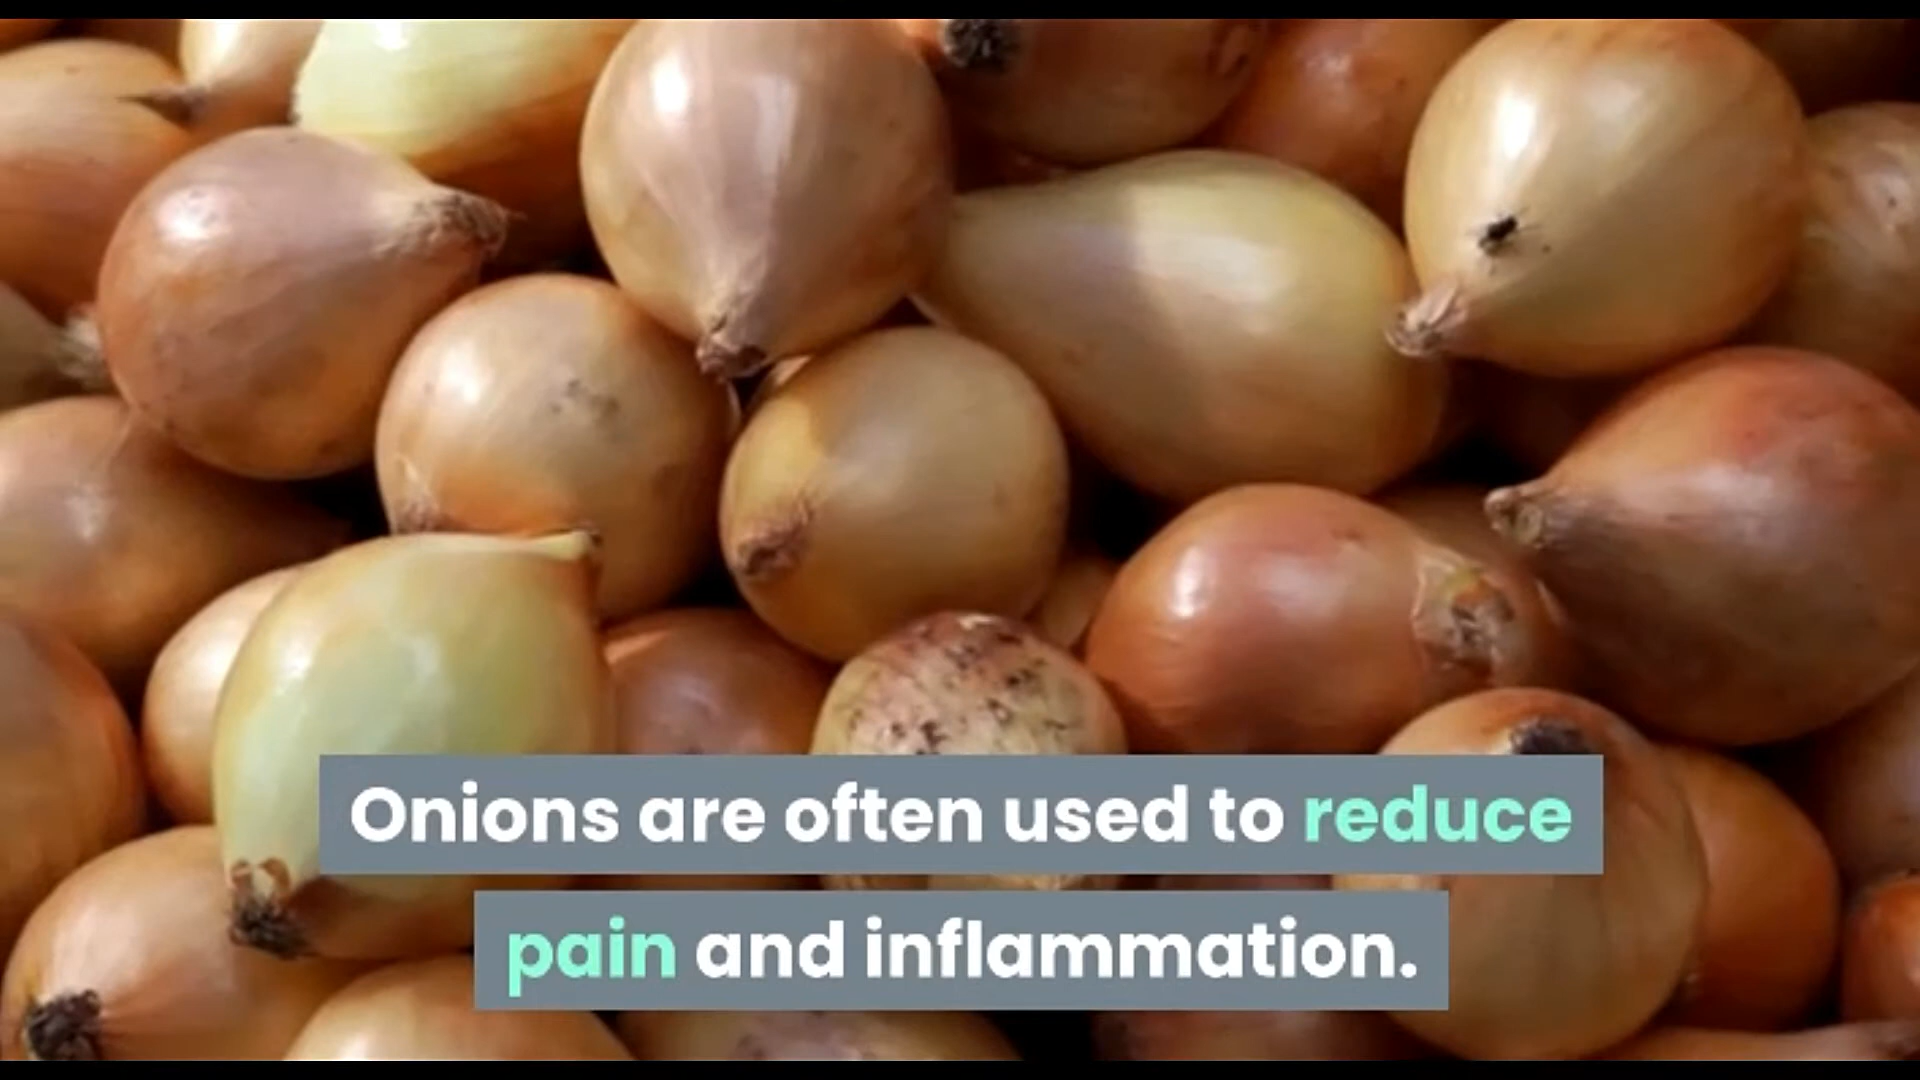 Onions are often used to reduce
pain and inflammation.